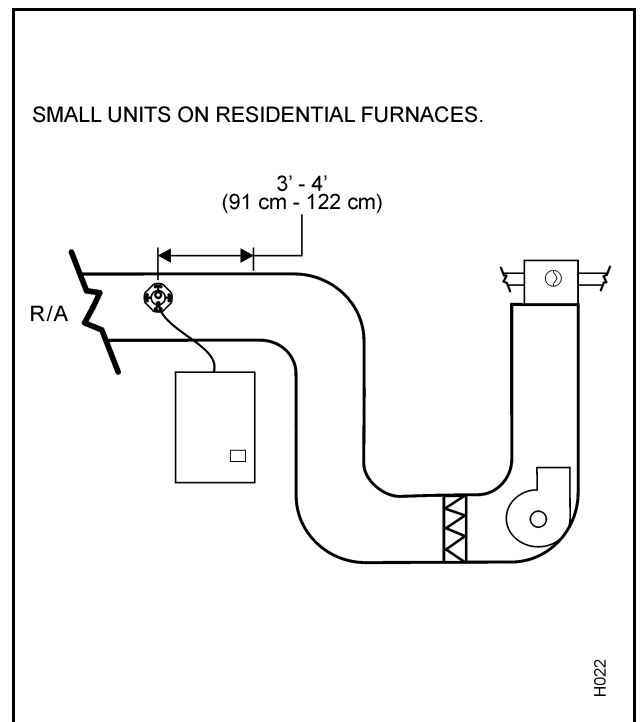 SMALL UNITS ON RESIDENTIAL FURNACES.
3’ - 4’
(91 cm - 122 cm)
R/A
H022